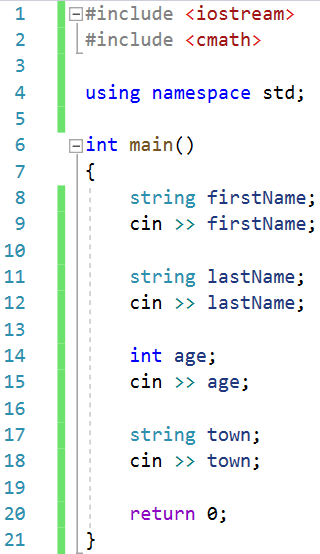 1 #include <iostream>
2 #include <cmath>
3
4 using namespace std;
5
6 int main()
7 {
8 string firstName;
9 cin >> firstName;
10
11 string lastName;
12 cin >> lastName;
13
14 int age;
15 cin >> age;
16
17 string town;
18 cin >> town;
19
20 return 0;
21 }